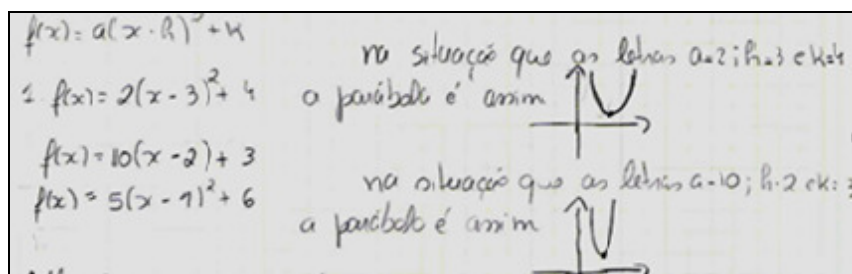 f(x) = a(x - h)² + k
na situação que as letras a=2; h=3 e k=4
1. f(x) = 2(x - 3)² + 4
a parábola é assim
f(x) = 10(x - 2) + 3
na situação que as letras a=10; h=2 e k=
f(x) = 5(x - 1)² + 6
a parábola é assim